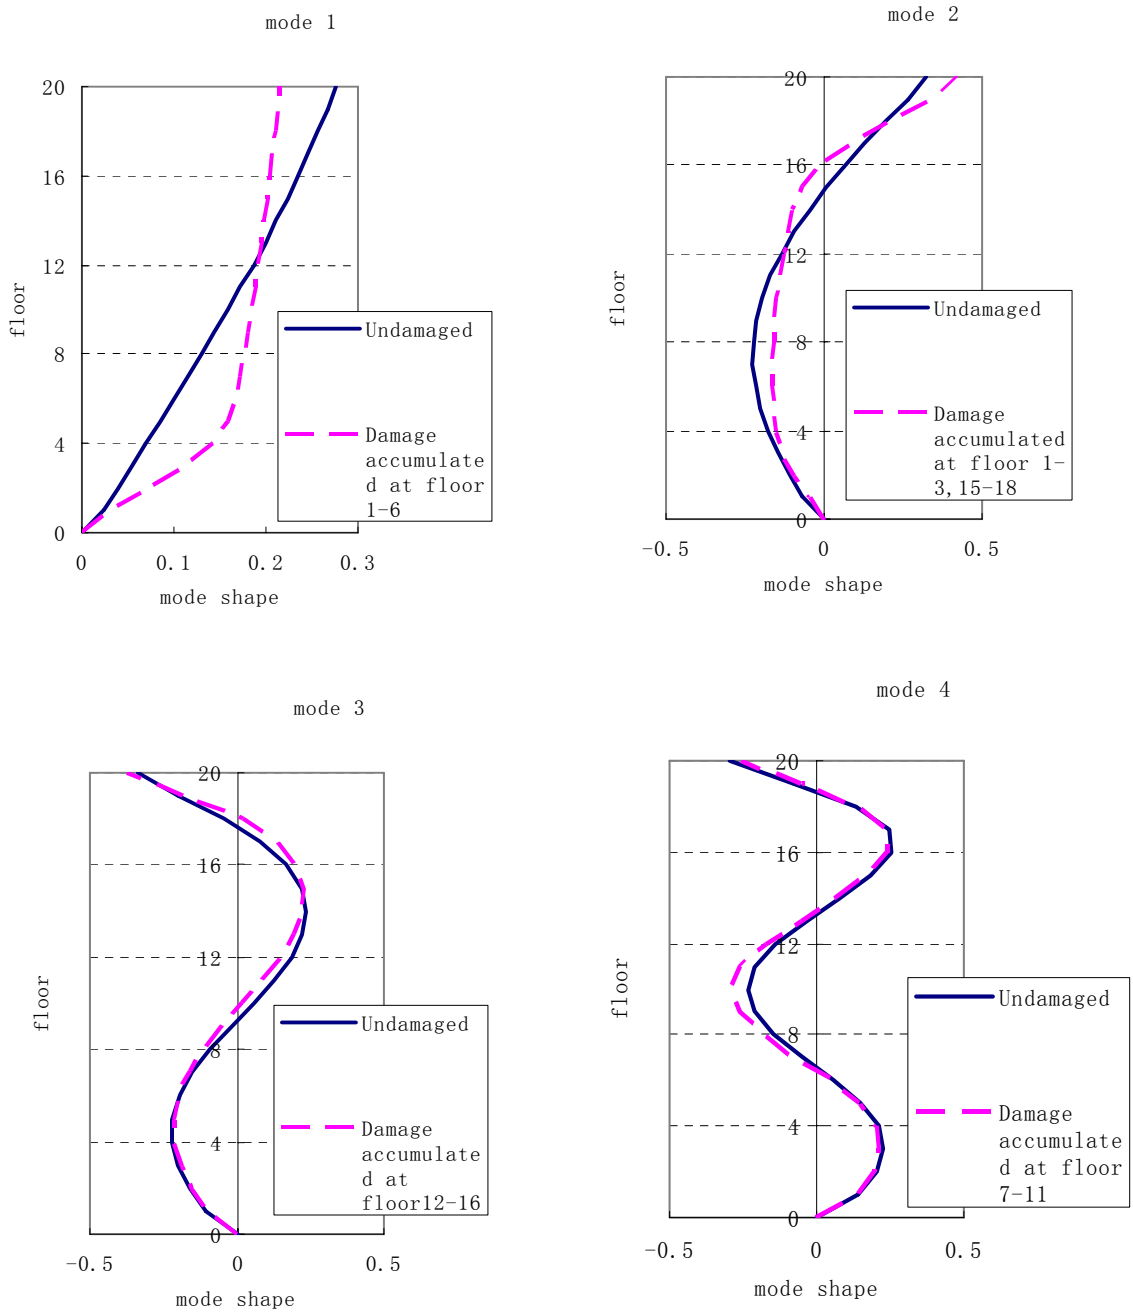 mode 1
20
16
12
8
4
0
floor
0 0.1 0.2 0.3
mode shape
Undamaged
Damage
accumulate
d at floor
1-6
mode 2
20
16
12
8
4
0
floor
-0.5 0 0.5
mode shape
Undamaged
Damage
accumulated
at floor 1-
3,15-18
mode 3
20
16
12
8
4
0
floor
-0.5 0 0.5
mode shape
Undamaged
Damage
accumulate
d at
floor12-16
mode 4
20
16
12
8
4
0
floor
-0.5 0 0.5
mode shape
Undamaged
Damage
accumulate
d at floor
7-11